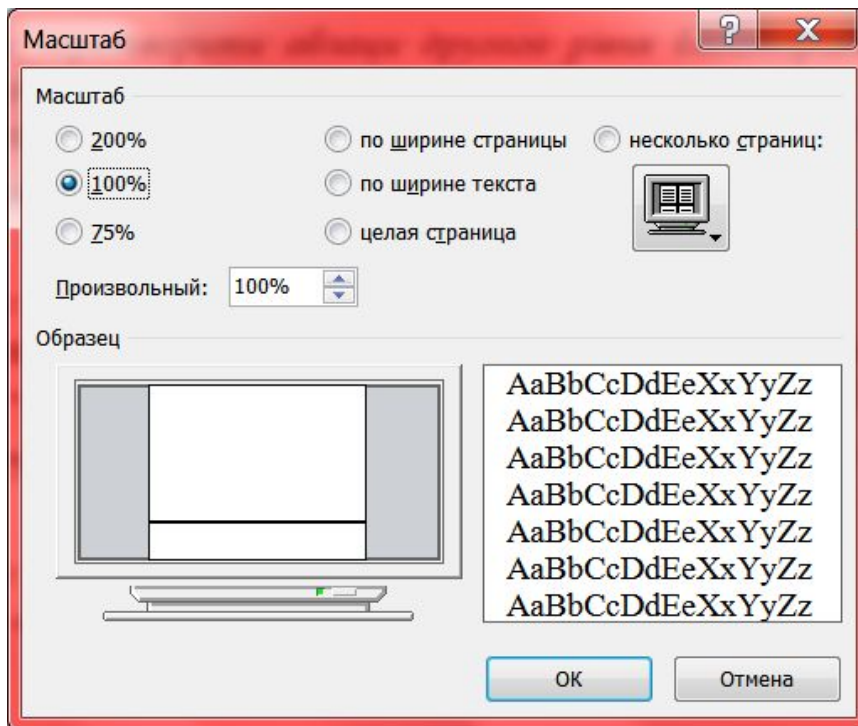 Масштаб
Масштаб
200% по ширине страницы несколько страниц:
100% по ширине текста
75% целая страница
Произвольный: 100%
Образец
AaBbCcDdEeXxYyZz
AaBbCcDdEeXxYyZz
AaBbCcDdEeXxYyZz
AaBbCcDdEeXxYyZz
AaBbCcDdEeXxYyZz
AaBbCcDdEeXxYyZz
AaBbCcDdEeXxYyZz
ОК Отмена